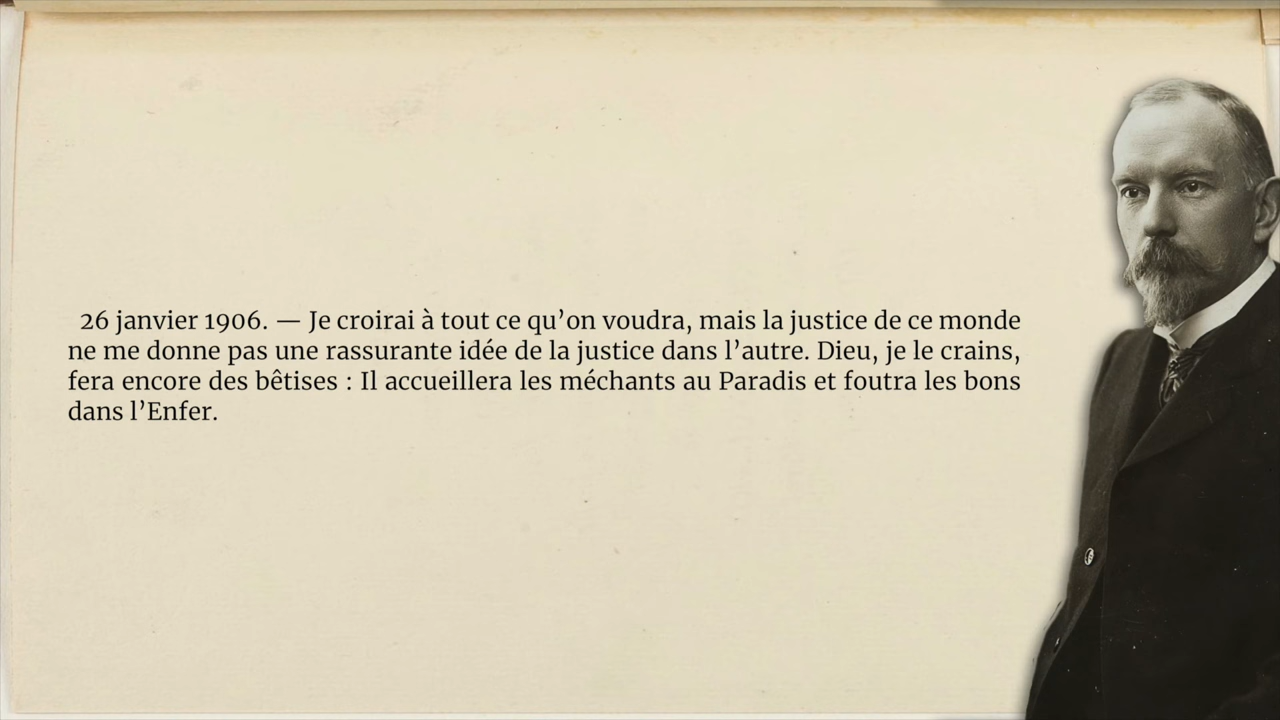 26 janvier 1906. — Je croirai à tout ce qu’on voudra, mais la justice de ce monde
ne me donne pas une rassurante idée de la justice dans l’autre. Dieu, je le crains,
fera encore des bêtises : Il accueillera les méchants au Paradis et foutra les bons
dans l’Enfer.